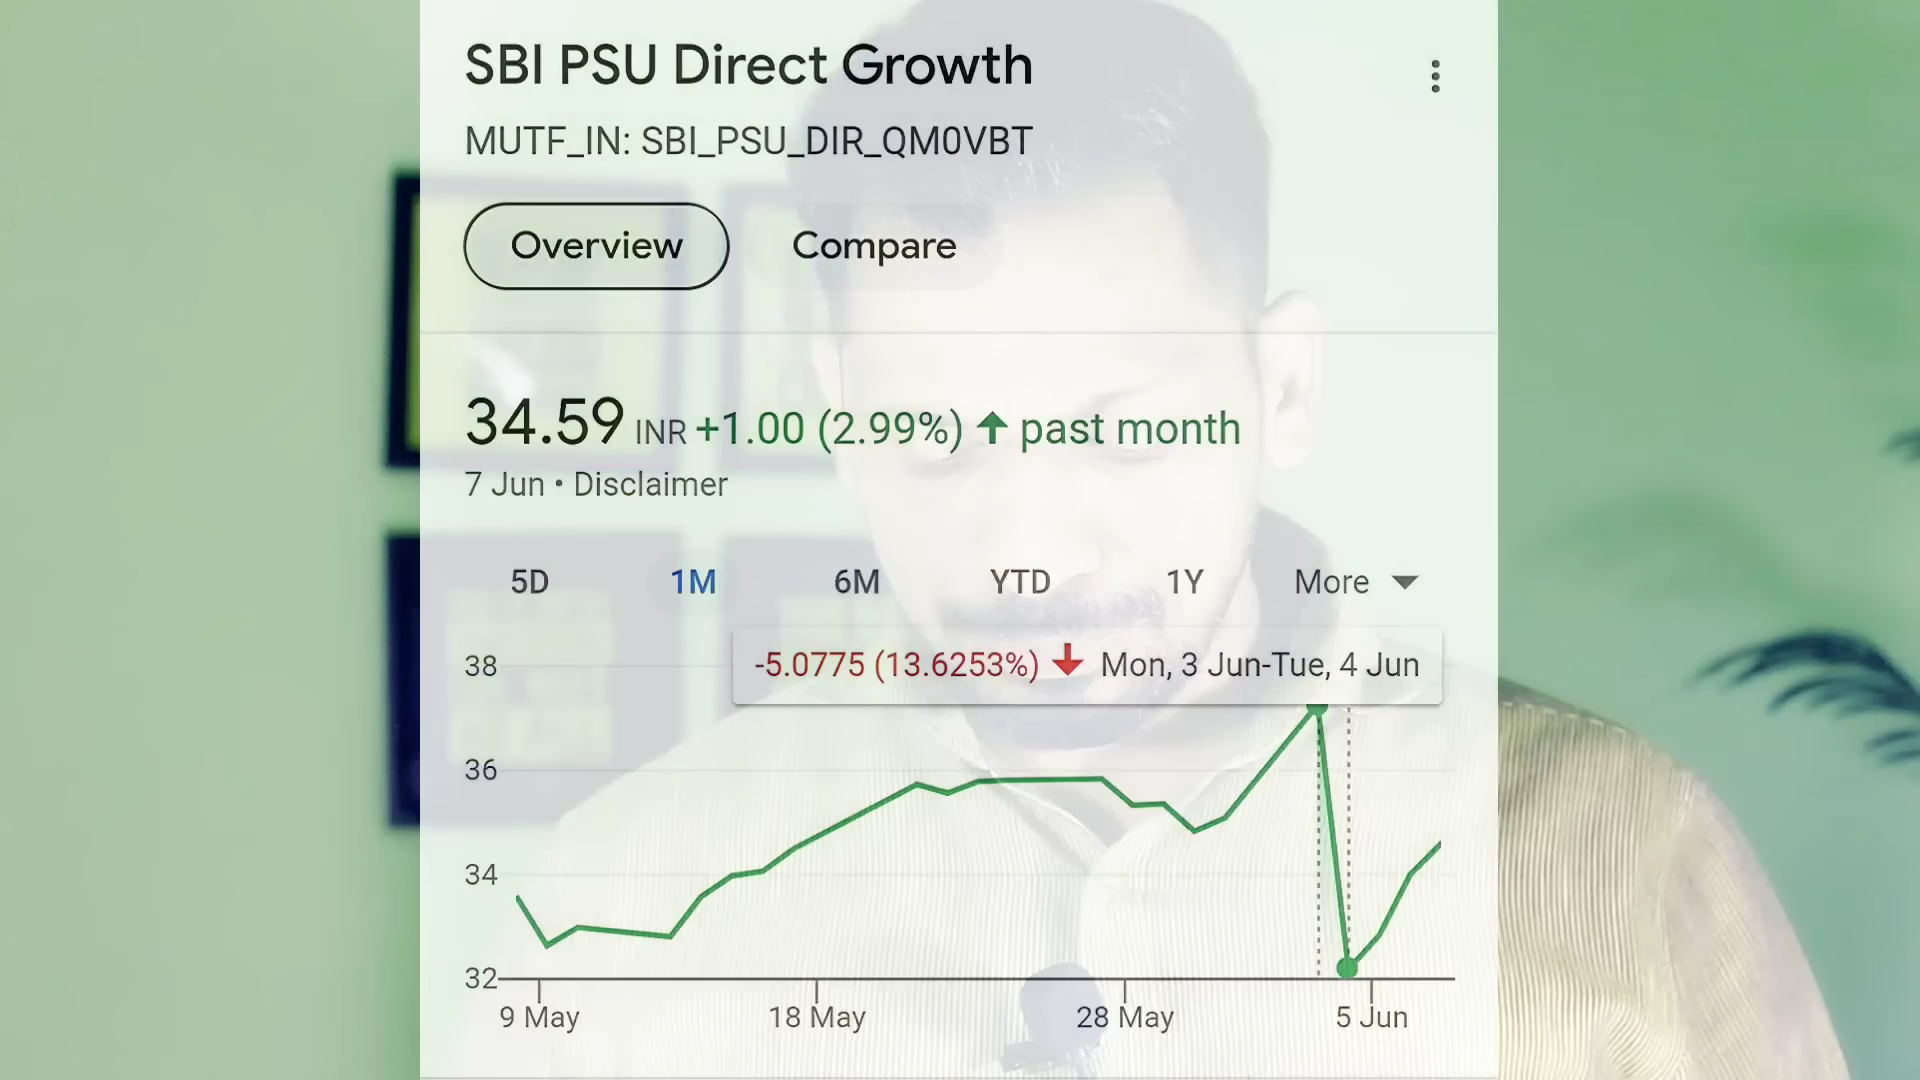 SBI PSU Direct Growth
MUTF_IN: SBI_PSU_DIR_QM0VBT
Overview Compare
34.59 INR +1.00 (2.99%) ↑ past month
7 Jun • Disclaimer
5D 1M 6M YTD 1Y More
-5.0775 (13.6253%) ↓ Mon, 3 Jun-Tue, 4 Jun
38
36
34
32
9 May 18 May 28 May 5 Jun